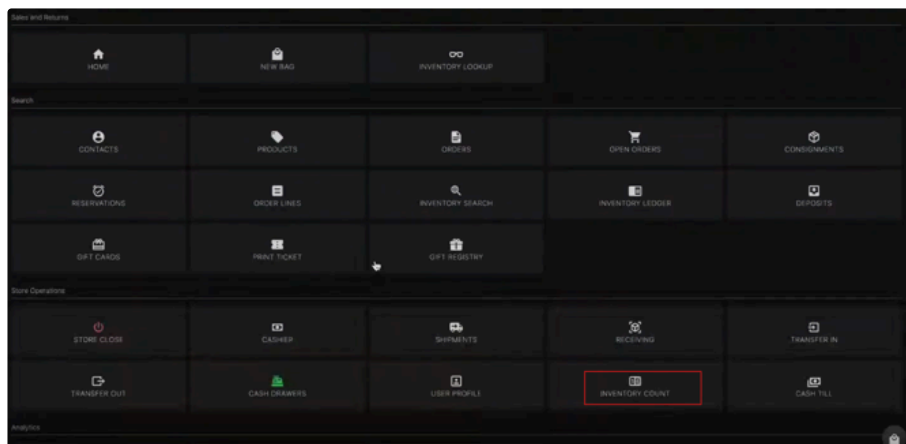 Sales and Returns
HOME
NEW BAG
INVENTORY LOOKUP
Search
CONTACTS
PRODUCTS
ORDERS
OPEN ORDERS
CONSIGNMENTS
RESERVATIONS
ORDER LINES
INVENTORY SEARCH
INVENTORY LEDGER
DEPOSITS
GIFT CARDS
PRINT TICKET
GIFT REGISTRY
Store Operations
STORE CLOSE
CASHIER
SHIPMENTS
RECEIVING
TRANSFER IN
TRANSFER OUT
CASH DRAWERS
USER PROFILE
INVENTORY COUNT
CASH TILL
Analytics